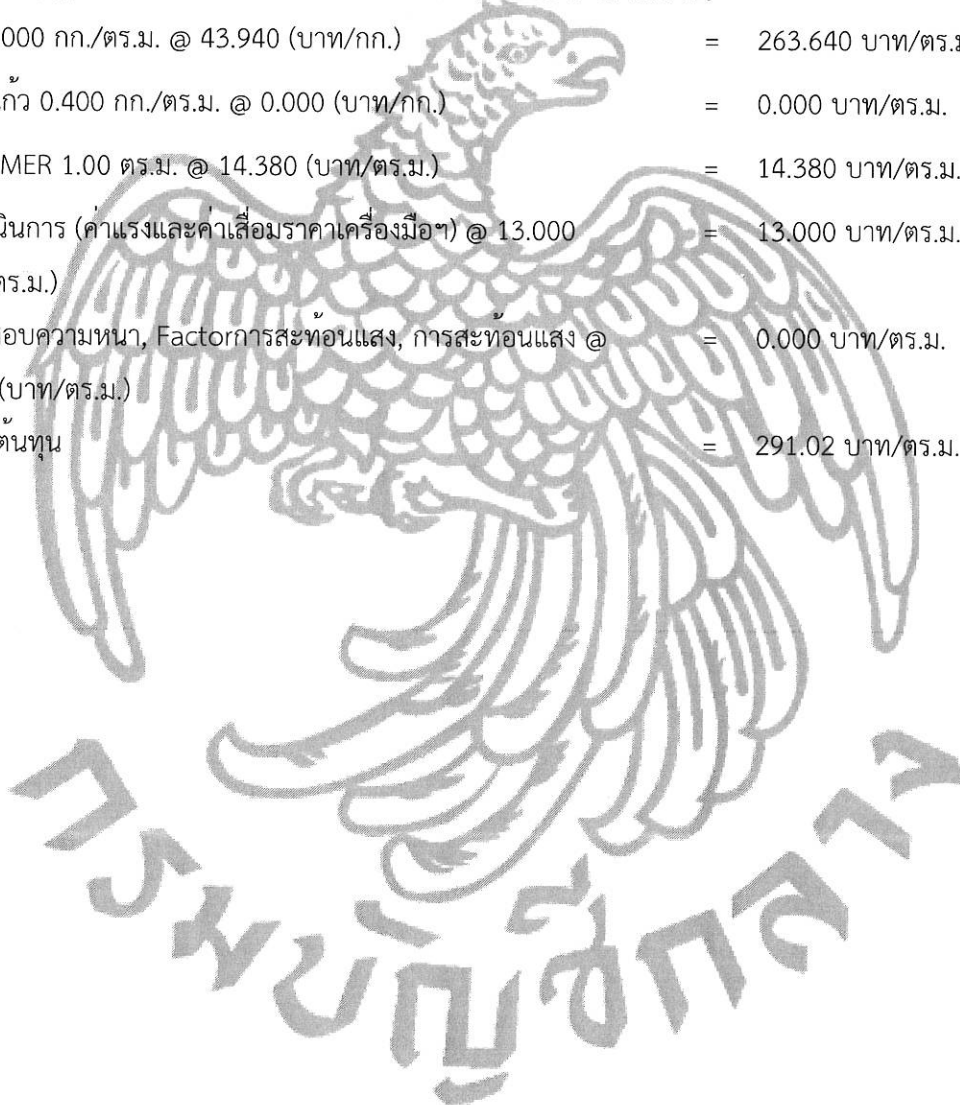 000 กก./ตร.ม. @ 43.940 (บาท/กก.) = 263.640 บาท/ตร.ม
ก้ว 0.400 กก./ตร.ม. @ 0.000 (บาท/กก.) = 0.000 บาท/ตร.ม.
MER 1.00 ตร.ม. @ 14.380 (บาท/ตร.ม.) = 14.380 บาท/ตร.ม.
นินการ (ค่าแรงและค่าเสื่อมราคาเครื่องมือฯ) @ 13.000 = 13.000 บาท/ตร.ม.
ตร.ม.)
อบความหนา, Factorการสะท้อนแสง, การสะท้อนแสง @ = 0.000 บาท/ตร.ม.
(บาท/ตร.ม.)
ต้นทุน = 291.02 บาท/ตร.ม.
กรมบัญชีกลาง